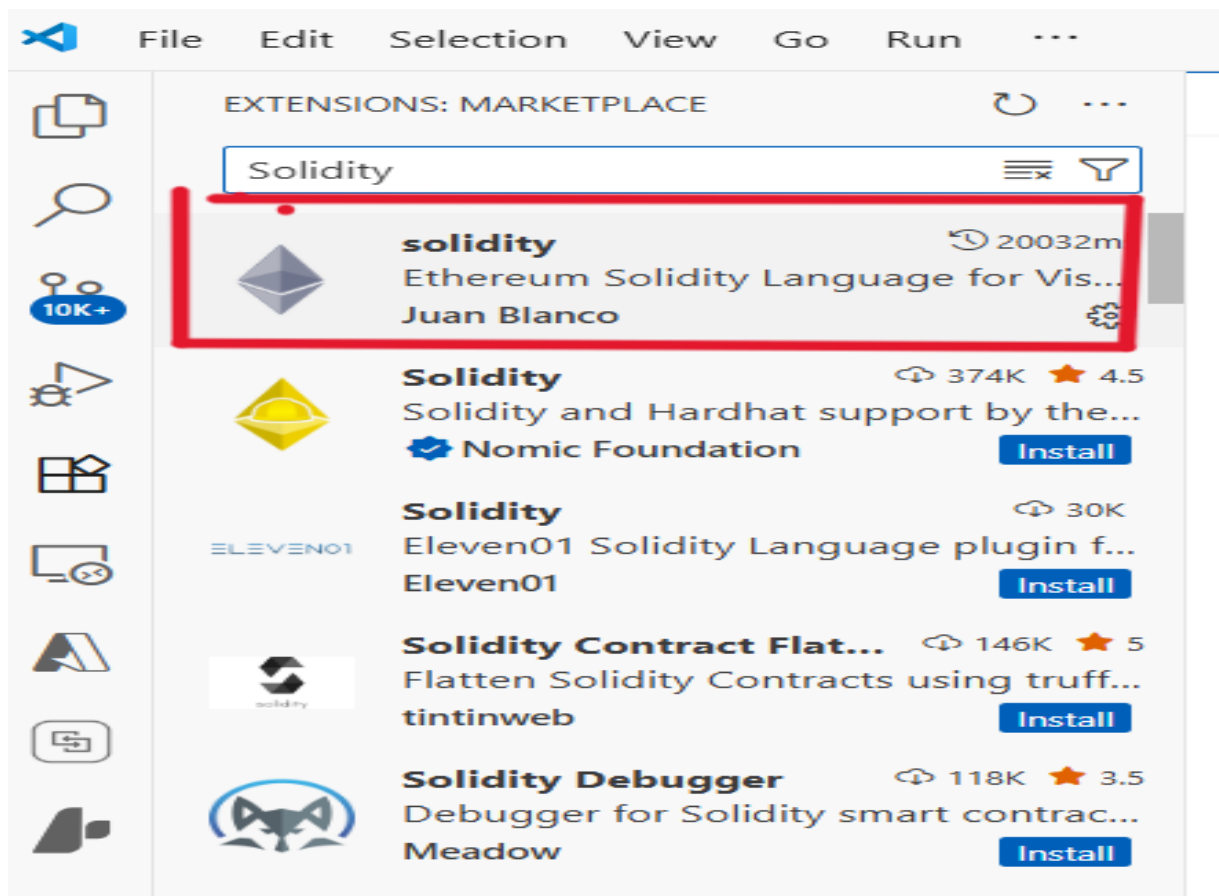 File Edit Selection View Go Run ...
EXTENSIONS: MARKETPLACE
Solidity
solidity 20032m
Ethereum Solidity Language for Vis...
Juan Blanco
10K+
Solidity 374K 4.5
Solidity and Hardhat support by the...
Nomic Foundation Install
Solidity 30K
ELEVEN01 Eleven01 Solidity Language plugin f...
Eleven01 Install
Solidity Contract Flat... 146K 5
Flatten Solidity Contracts using truff...
solidity
tintinweb Install
Solidity Debugger 118K 3.5
Debugger for Solidity smart contrac...
Meadow Install